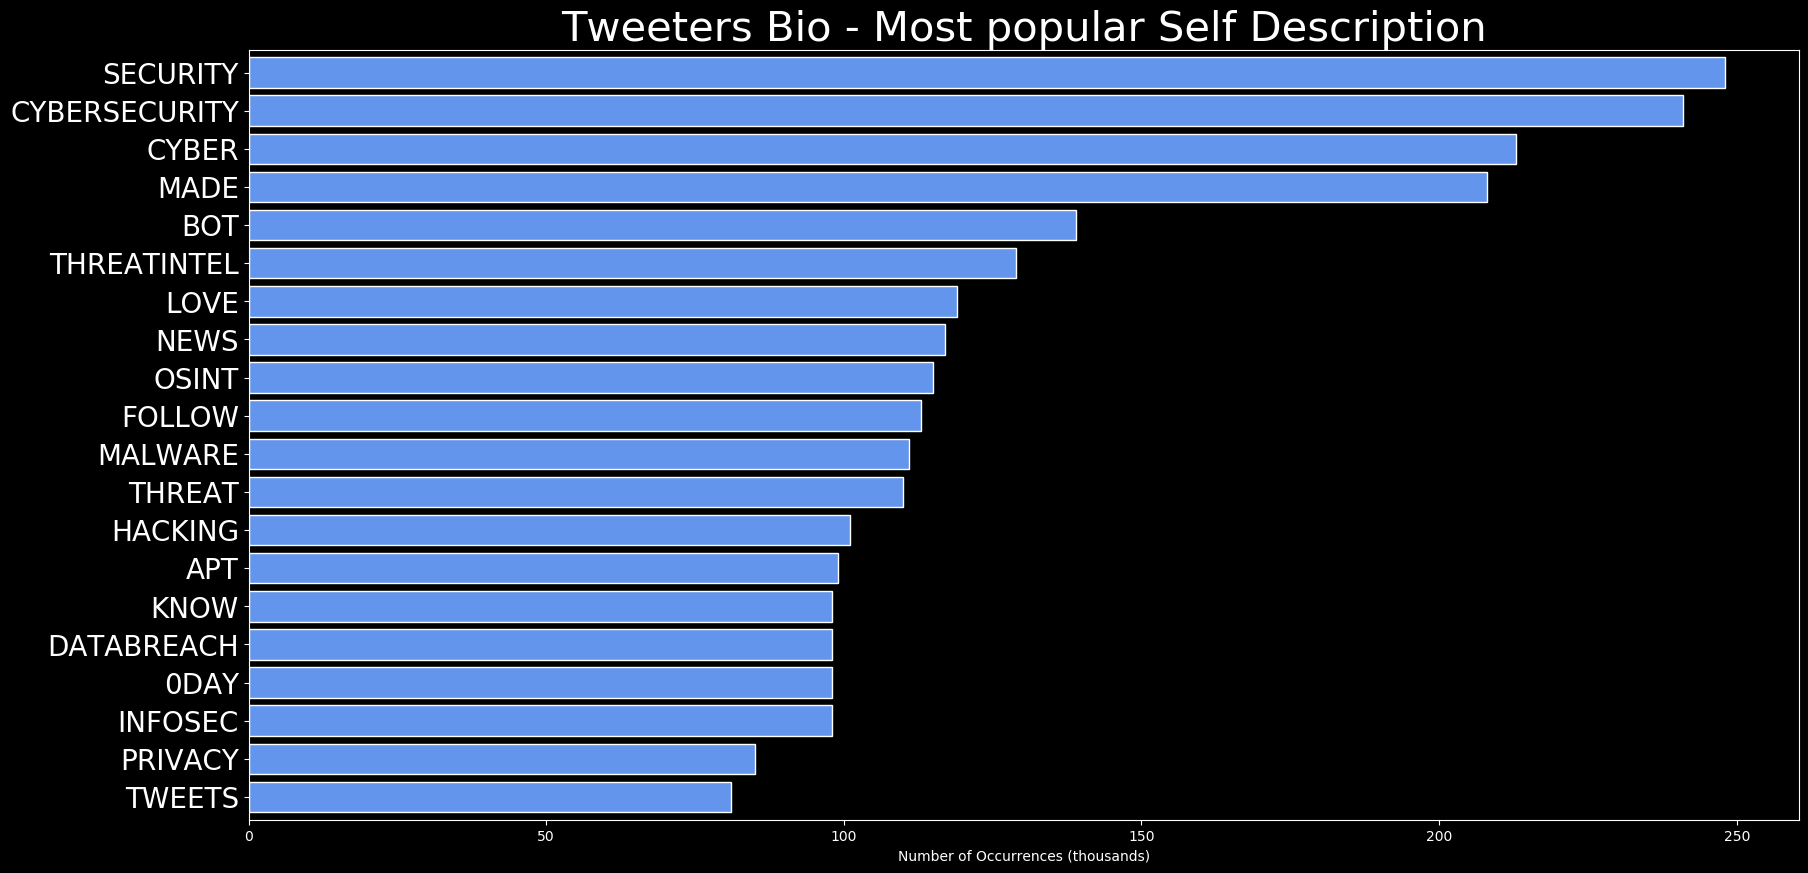 Tweeters Bio - Most popular Self Description
SECURITY
CYBERSECURITY
CYBER
MADE
BOT
THREATINTEL
LOVE
NEWS
OSINT
FOLLOW
MALWARE
THREAT
HACKING
APT
KNOW
DATABREACH
0DAY
INFOSEC
PRIVACY
TWEETS
0 50 100 150 200 250
Number of Occurrences (thousands)